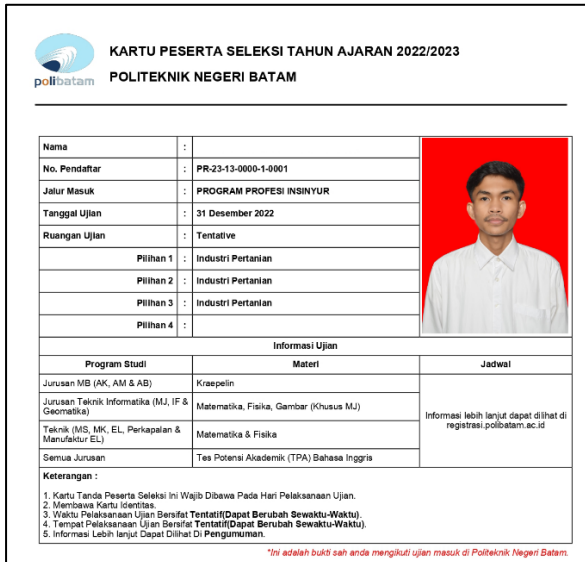 KARTU PESERTA SELEKSI TAHUN AJARAN 2022/2023
polibatam
POLITEKNIK NEGERI BATAM
Nama :
No. Pendaftar : PR-23-13-0000-1-0001
Jalur Masuk : PROGRAM PROFESI INSINYUR
Tanggal Ujian : 31 Desember 2022
Ruangan Ujian : Tentative
Pilihan 1 : Industri Pertanian
Pilihan 2 : Industri Pertanian
Pilihan 3 : Industri Pertanian
Pilihan 4 :
Informasi Ujian
Program Studi Materi Jadwal
Jurusan MB (AK, AM & AB) Kraepelin
Jurusan Teknik Informatika (MJ, IF &
Geomatika)
Matematika, Fisika, Gambar (Khusus MJ)
Teknik (MS, MK, EL, Perkapalan &
Manufaktur EL)
Matematika & Fisika
Semua Jurusan Tes Potensi Akademik (TPA) Bahasa Inggris
Informasi lebih lanjut dapat dilihat di
registrasi.polibatam.ac.id
Keterangan :
1. Kartu Tanda Peserta Seleksi Ini Wajib Dibawa Pada Hari Pelaksanaan Ujian.
2. Membawa Kartu Identitas.
3. Waktu Pelaksanaan Ujian Bersifat Tentatif(Dapat Berubah Sewaktu-Waktu).
4. Tempat Pelaksanaan Ujian Bersifat Tentatif(Dapat Berubah Sewaktu-Waktu).
5. Informasi Lebih lanjut Dapat Dilihat Di Pengumuman.
*Ini adalah bukti sah anda mengikuti ujian masuk di Politeknik Negeri Batam.